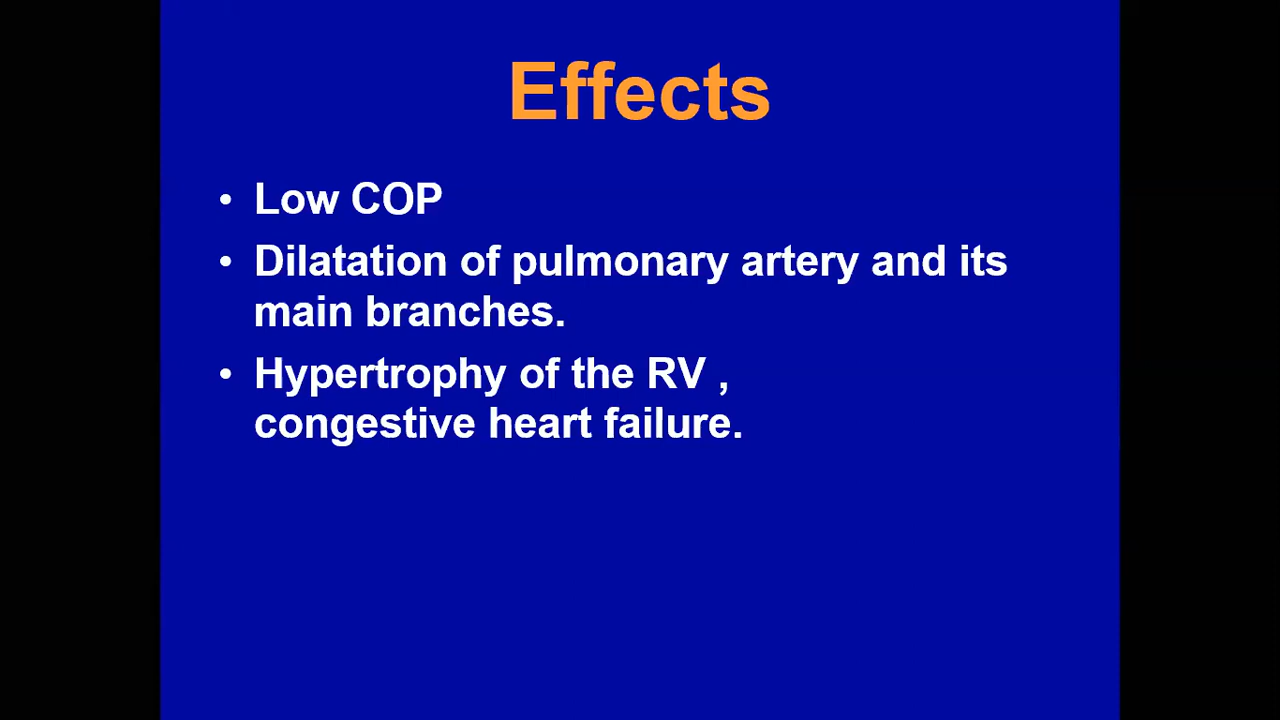 Effects
• Low COP
• Dilatation of pulmonary artery and its
main branches.
• Hypertrophy of the RV ,
congestive heart failure.